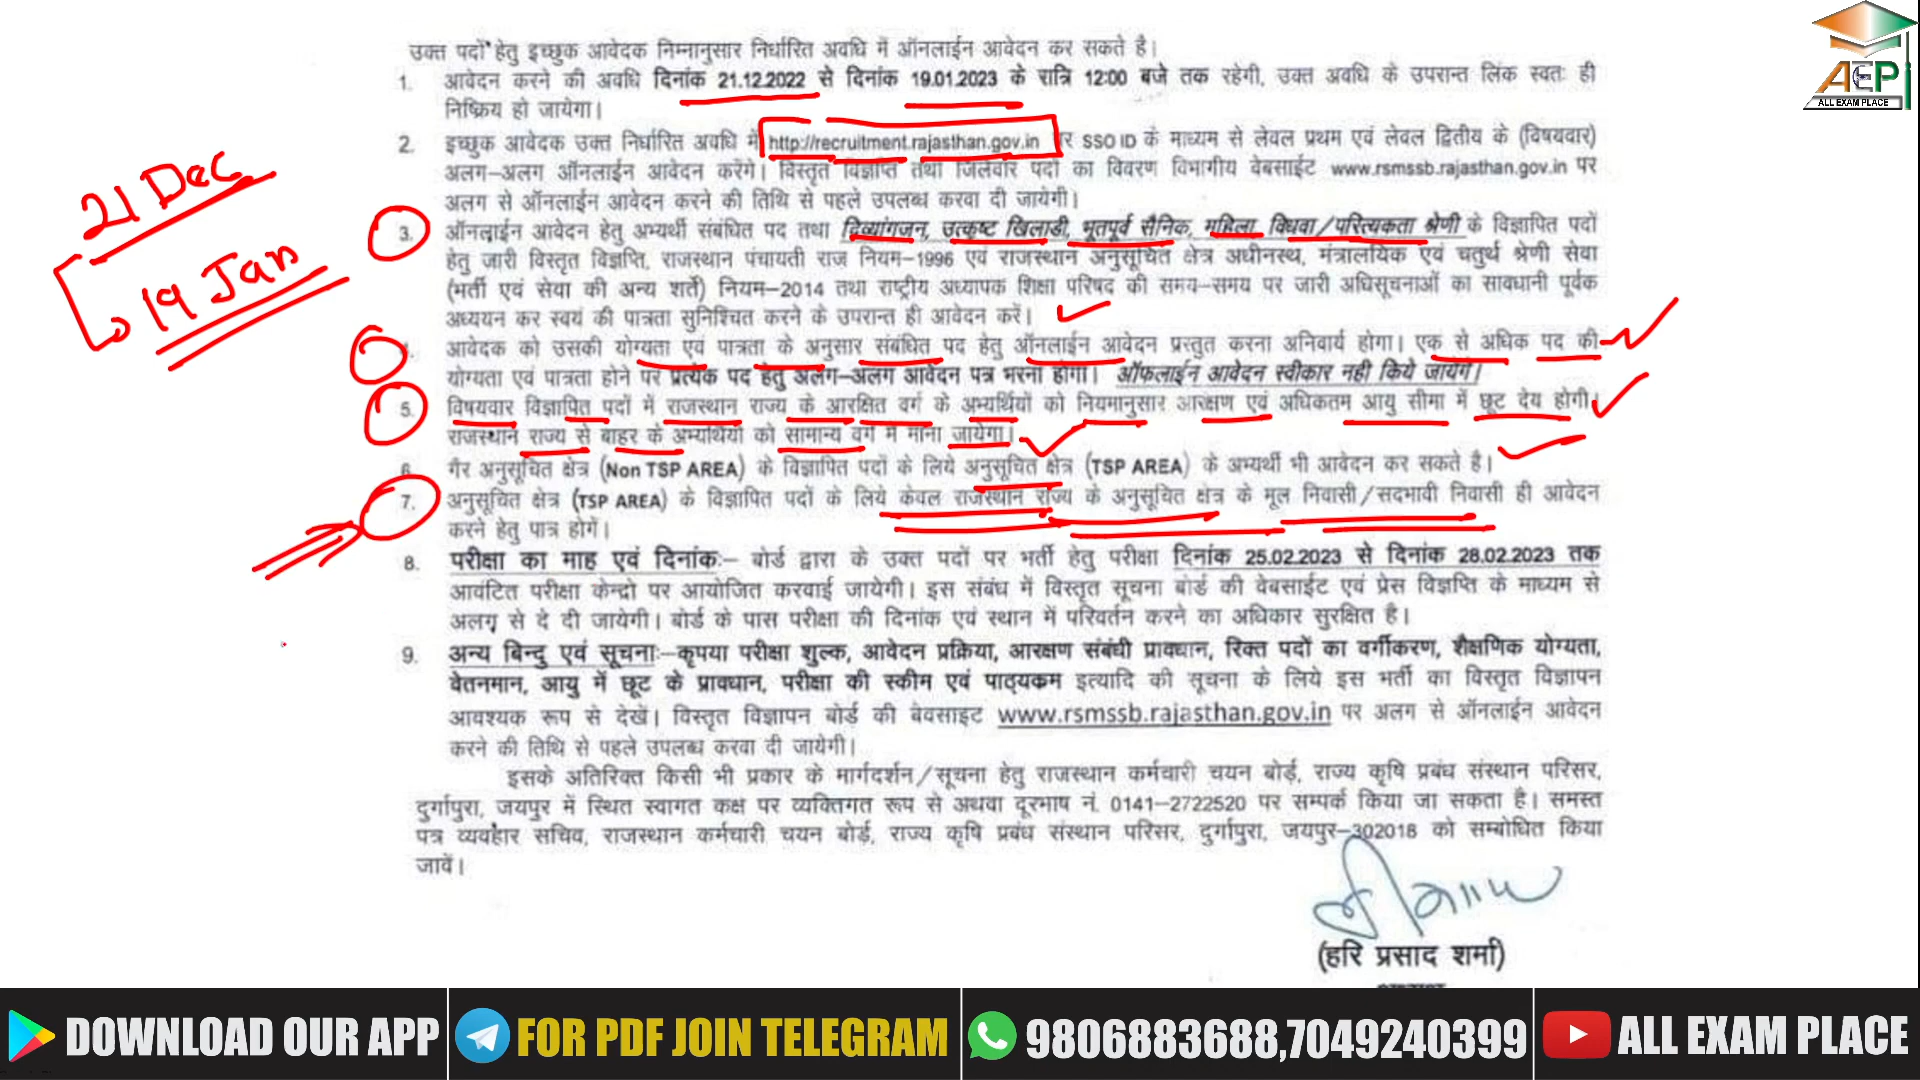 उक्त पदों हेतु इच्छुक आवेदक निम्नानुसार निर्धारित अवधि में ऑनलाईन आवेदन कर सकते है।
1. आवेदन करने की अवधि दिनांक 21.12.2022 से दिनांक 19.01.2023 के रात्रि 12:00 बजे तक रहेगी, उक्त अवधि के उपरान्त लिंक स्वतः ही
निष्क्रिय हो जायेगा।
2. इच्छुक आवेदक उक्त निर्धारित अवधि में http://recruitment.rajasthan.gov.in पर SSO ID के माध्यम से लेवल प्रथम एवं लेवल द्वितीय के (विषयवार)
अलग-अलग ऑनलाईन आवेदन करेंगे। विस्तृत विज्ञप्ति तथा जिलेवार पदों का विवरण विभागीय वेबसाईट www.rsmssb.rajasthan.gov.in पर
अलग से ऑनलाईन आवेदन करने की तिथि से पहले उपलब्ध करवा दी जायेगी।
21 Dec
19 Jan
3. ऑनलाईन आवेदन हेतु अभ्यर्थी संबंधित पद तथा दिव्यांगजन, उत्कृष्ट खिलाडी, भूतपूर्व सैनिक, महिला विधवा/परित्यकता श्रेणी के विज्ञापित पदों
हेतु जारी विस्तृत विज्ञप्ति, राजस्थान पंचायती राज नियम-1996 एवं राजस्थान अनुसूचित क्षेत्र अधीनस्थ, मंत्रालयिक एवं चतुर्थ श्रेणी सेवा
(भर्ती एवं सेवा की अन्य शर्ते) नियम-2014 तथा राष्ट्रीय अध्यापक शिक्षा परिषद की समय-समय पर जारी अधिसूचनाओं का सावधानी पूर्वक
अध्ययन कर स्वयं की पात्रता सुनिश्चित करने के उपरान्त ही आवेदन करें।
आवेदक को उसकी योग्यता एवं पात्रता के अनुसार संबंधित पद हेतु ऑनलाईन आवेदन प्रस्तुत करना अनिवार्य होगा। एक से अधिक पद की
योग्यता एवं पात्रता होने पर प्रत्येक पद हेतु अलग-अलग आवेदन पत्र भरना होगा। ऑफलाईन आवेदन स्वीकार नही किये जायेगें।
5. विषयवार विज्ञापित पदों में राजस्थान राज्य के आरक्षित वर्ग के अभ्यर्थियों को नियमानुसार आरक्षण एवं अधिकतम आयु सीमा में छूट देय होगी।
राजस्थान राज्य से बाहर के अभ्यर्थियों को सामान्य वर्ग में माना जायेगा।
6. गैर अनुसूचित क्षेत्र (Non TSP AREA) के विज्ञापित पदों के लिये अनुसूचित क्षेत्र (TSP AREA) के अभ्यर्थी भी आवेदन कर सकते है।
7. अनुसूचित क्षेत्र (TSP AREA) के विज्ञापित पदों के लिये केवल राजस्थान राज्य के अनुसूचित क्षेत्र के मूल निवासी/सदभावी निवासी ही आवेदन
करने हेतु पात्र होगें।
8. परीक्षा का माह एवं दिनांकः- बोर्ड द्वारा के उक्त पदों पर भर्ती हेतु परीक्षा दिनांक 25.02.2023 से दिनांक 28.02.2023 तक
आवंटित परीक्षा केन्द्रो पर आयोजित करवाई जायेगी। इस संबंध में विस्तृत सूचना बोर्ड की वेबसाईट एवं प्रेस विज्ञप्ति के माध्यम से
अलग से दे दी जायेगी। बोर्ड के पास परीक्षा की दिनांक एवं स्थान में परिवर्तन करने का अधिकार सुरक्षित है।
9. अन्य बिन्दु एवं सूचनाः-कृपया परीक्षा शुल्क, आवेदन प्रक्रिया, आरक्षण संबंधी प्रावधान, रिक्त पदों का वर्गीकरण, शैक्षणिक योग्यता,
वेतनमान, आयु में छूट के प्रावधान, परीक्षा की स्कीम एवं पाठ्यकम इत्यादि की सूचना के लिये इस भर्ती का विस्तृत विज्ञापन
आवश्यक रूप से देखें। विस्तृत विज्ञापन बोर्ड की बेवसाइट www.rsmssb.rajasthan.gov.in पर अलग से ऑनलाईन आवेदन
करने की तिथि से पहले उपलब्ध करवा दी जायेगी।
इसके अतिरिक्त किसी भी प्रकार के मार्गदर्शन/सूचना हेतु राजस्थान कर्मचारी चयन बोर्ड, राज्य कृषि प्रबंध संस्थान परिसर,
दुर्गापुरा, जयपुर में स्थित स्वागत कक्ष पर व्यक्तिगत रूप से अथवा दूरभाष नं. 0141-2722520 पर सम्पर्क किया जा सकता है। समस्त
पत्र व्यवहार सचिव, राजस्थान कर्मचारी चयन बोर्ड, राज्य कृषि प्रबंध संस्थान परिसर, दुर्गापुरा, जयपुर-302018 को सम्बोधित किया
जावें।
(हरि प्रसाद शर्मा)
AEP
ALL EXAM PLACE
DOWNLOAD OUR APP
FOR PDF JOIN TELEGRAM
9806883688,7049240399
ALL EXAM PLACE